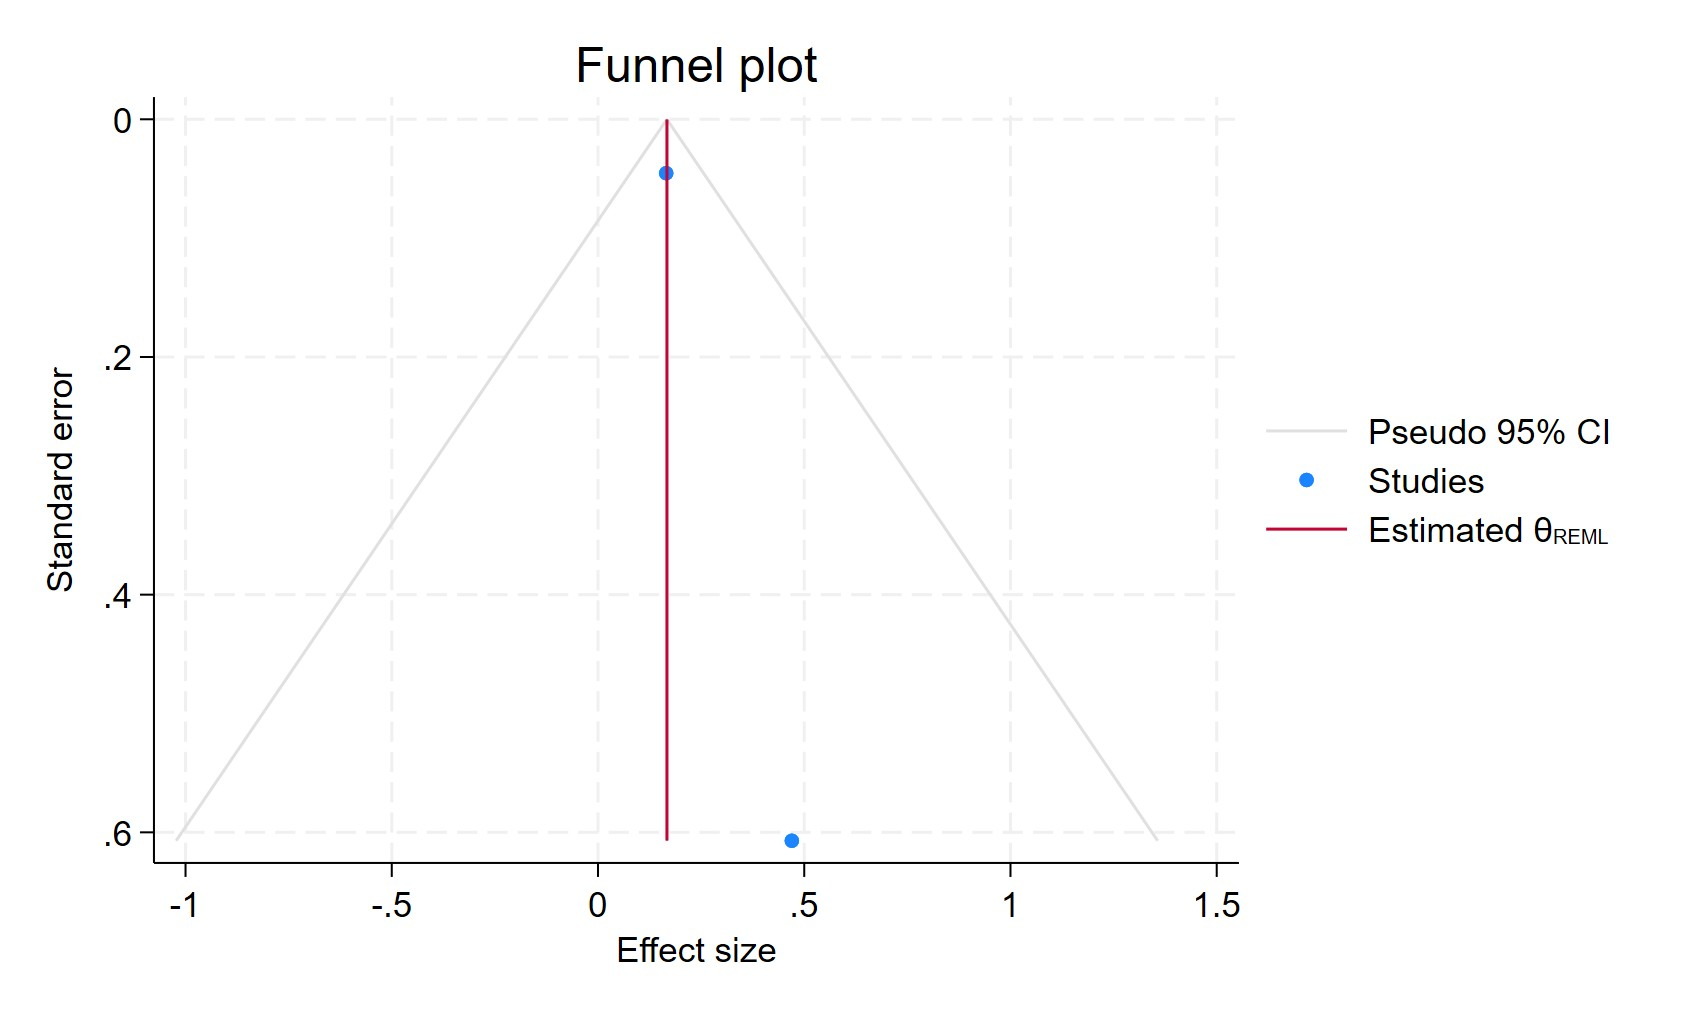 Funnel plot
0
.2
.4
.6
Standard error
-1
-.5
0
.5
1
1.5
Effect size
Pseudo 95% CI
Studies
Estimated θREML